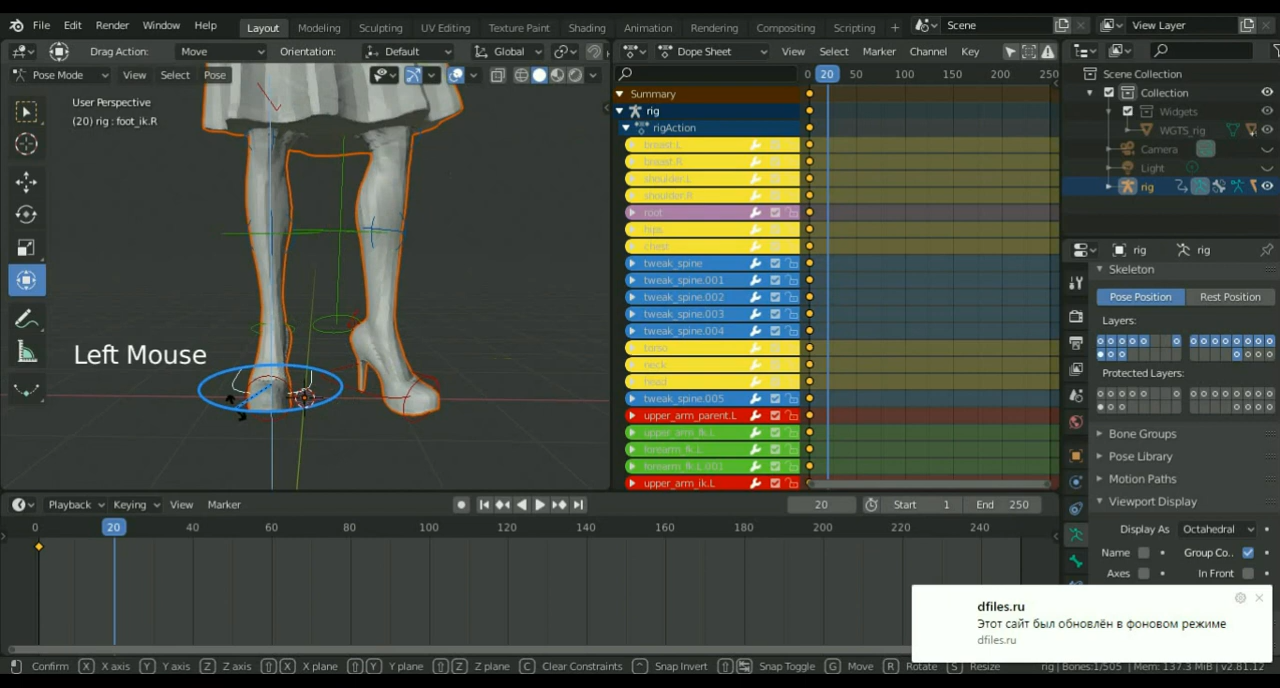 File Edit Render Window Help Layout Modeling Sculpting UV Editing Texture Paint Shading Animation Rendering Compositing Scripting + Scene View Layer
Drag Action: Move Orientation: Default Global Dope Sheet View Select Marker Channel Key
Pose Mode View Select Pose 0 20 50 100 150 200 250
Scene Collection
User Perspective
(20) rig : foot_ik.R
Summary
Collection
rig
Widgets
rigAction
WGTS_rig
breast.L
Camera
breast.R
Light
shoulder.L
rig
shoulder.R
root
hips
chest
rig rig
tweak_spine
Skeleton
tweak_spine.001
tweak_spine.002
Pose Position Rest Position
tweak_spine.003
Layers:
tweak_spine.004
torso
neck
Protected Layers:
head
Left Mouse
tweak_spine.005
upper_arm_parent.L
upper_arm_fk.L
Bone Groups
forearm_fk.L
Pose Library
forearm_fk.L.001
Motion Paths
upper_arm_ik.L
Viewport Display
Playback Keying View Marker 20 Start 1 End 250
0 20 40 60 80 100 120 140 160 180 200 220 240
Display As Octahedral
Name Group Co..
Axes In Front
dfiles.ru
Этот сайт был обновлён в фоновом режиме
dfiles.ru
Confirm X X axis Y Y axis Z Z axis X X plane Y Y plane Z Z plane C Clear Constraints ^ Snap Invert Snap Toggle G Move R Rotate S Resize rig | Bones:1/505 | Mem: 137.3 MiB | v2.81.12